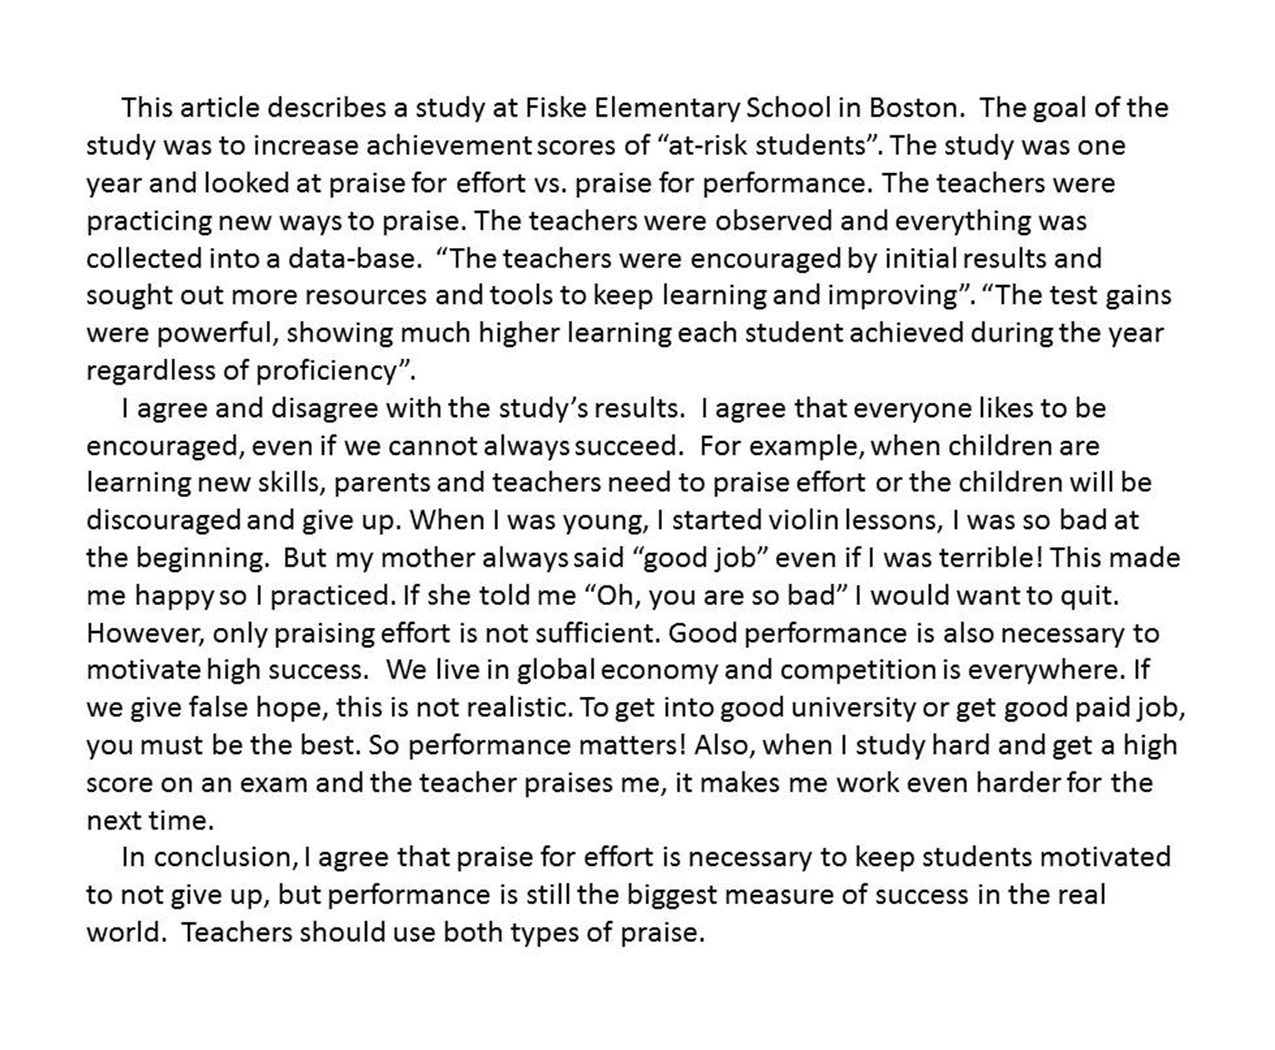 This article describes a study at Fiske Elementary School in Boston.  The goal of the
study was to increase achievement scores of “at-risk students”. The study was one
year and looked at praise for effort vs. praise for performance. The teachers were
practicing new ways to praise. The teachers were observed and everything was
collected into a data-base.  “The teachers were encouraged by initial results and
sought out more resources and tools to keep learning and improving”. “The test gains
were powerful, showing much higher learning each student achieved during the year
regardless of proficiency”.
I agree and disagree with the study’s results.  I agree that everyone likes to be
encouraged, even if we cannot always succeed.  For example, when children are
learning new skills, parents and teachers need to praise effort or the children will be
discouraged and give up. When I was young, I started violin lessons, I was so bad at
the beginning.  But my mother always said “good job” even if I was terrible! This made
me happy so I practiced. If she told me “Oh, you are so bad” I would want to quit.
However, only praising effort is not sufficient. Good performance is also necessary to
motivate high success.   We live in global economy and competition is everywhere. If
we give false hope, this is not realistic. To get into good university or get good paid job,
you must be the best. So performance matters! Also, when I study hard and get a high
score on an exam and the teacher praises me, it makes me work even harder for the
next time.
In conclusion, I agree that praise for effort is necessary to keep students motivated
to not give up, but performance is still the biggest measure of success in the real
world.  Teachers should use both types of praise.